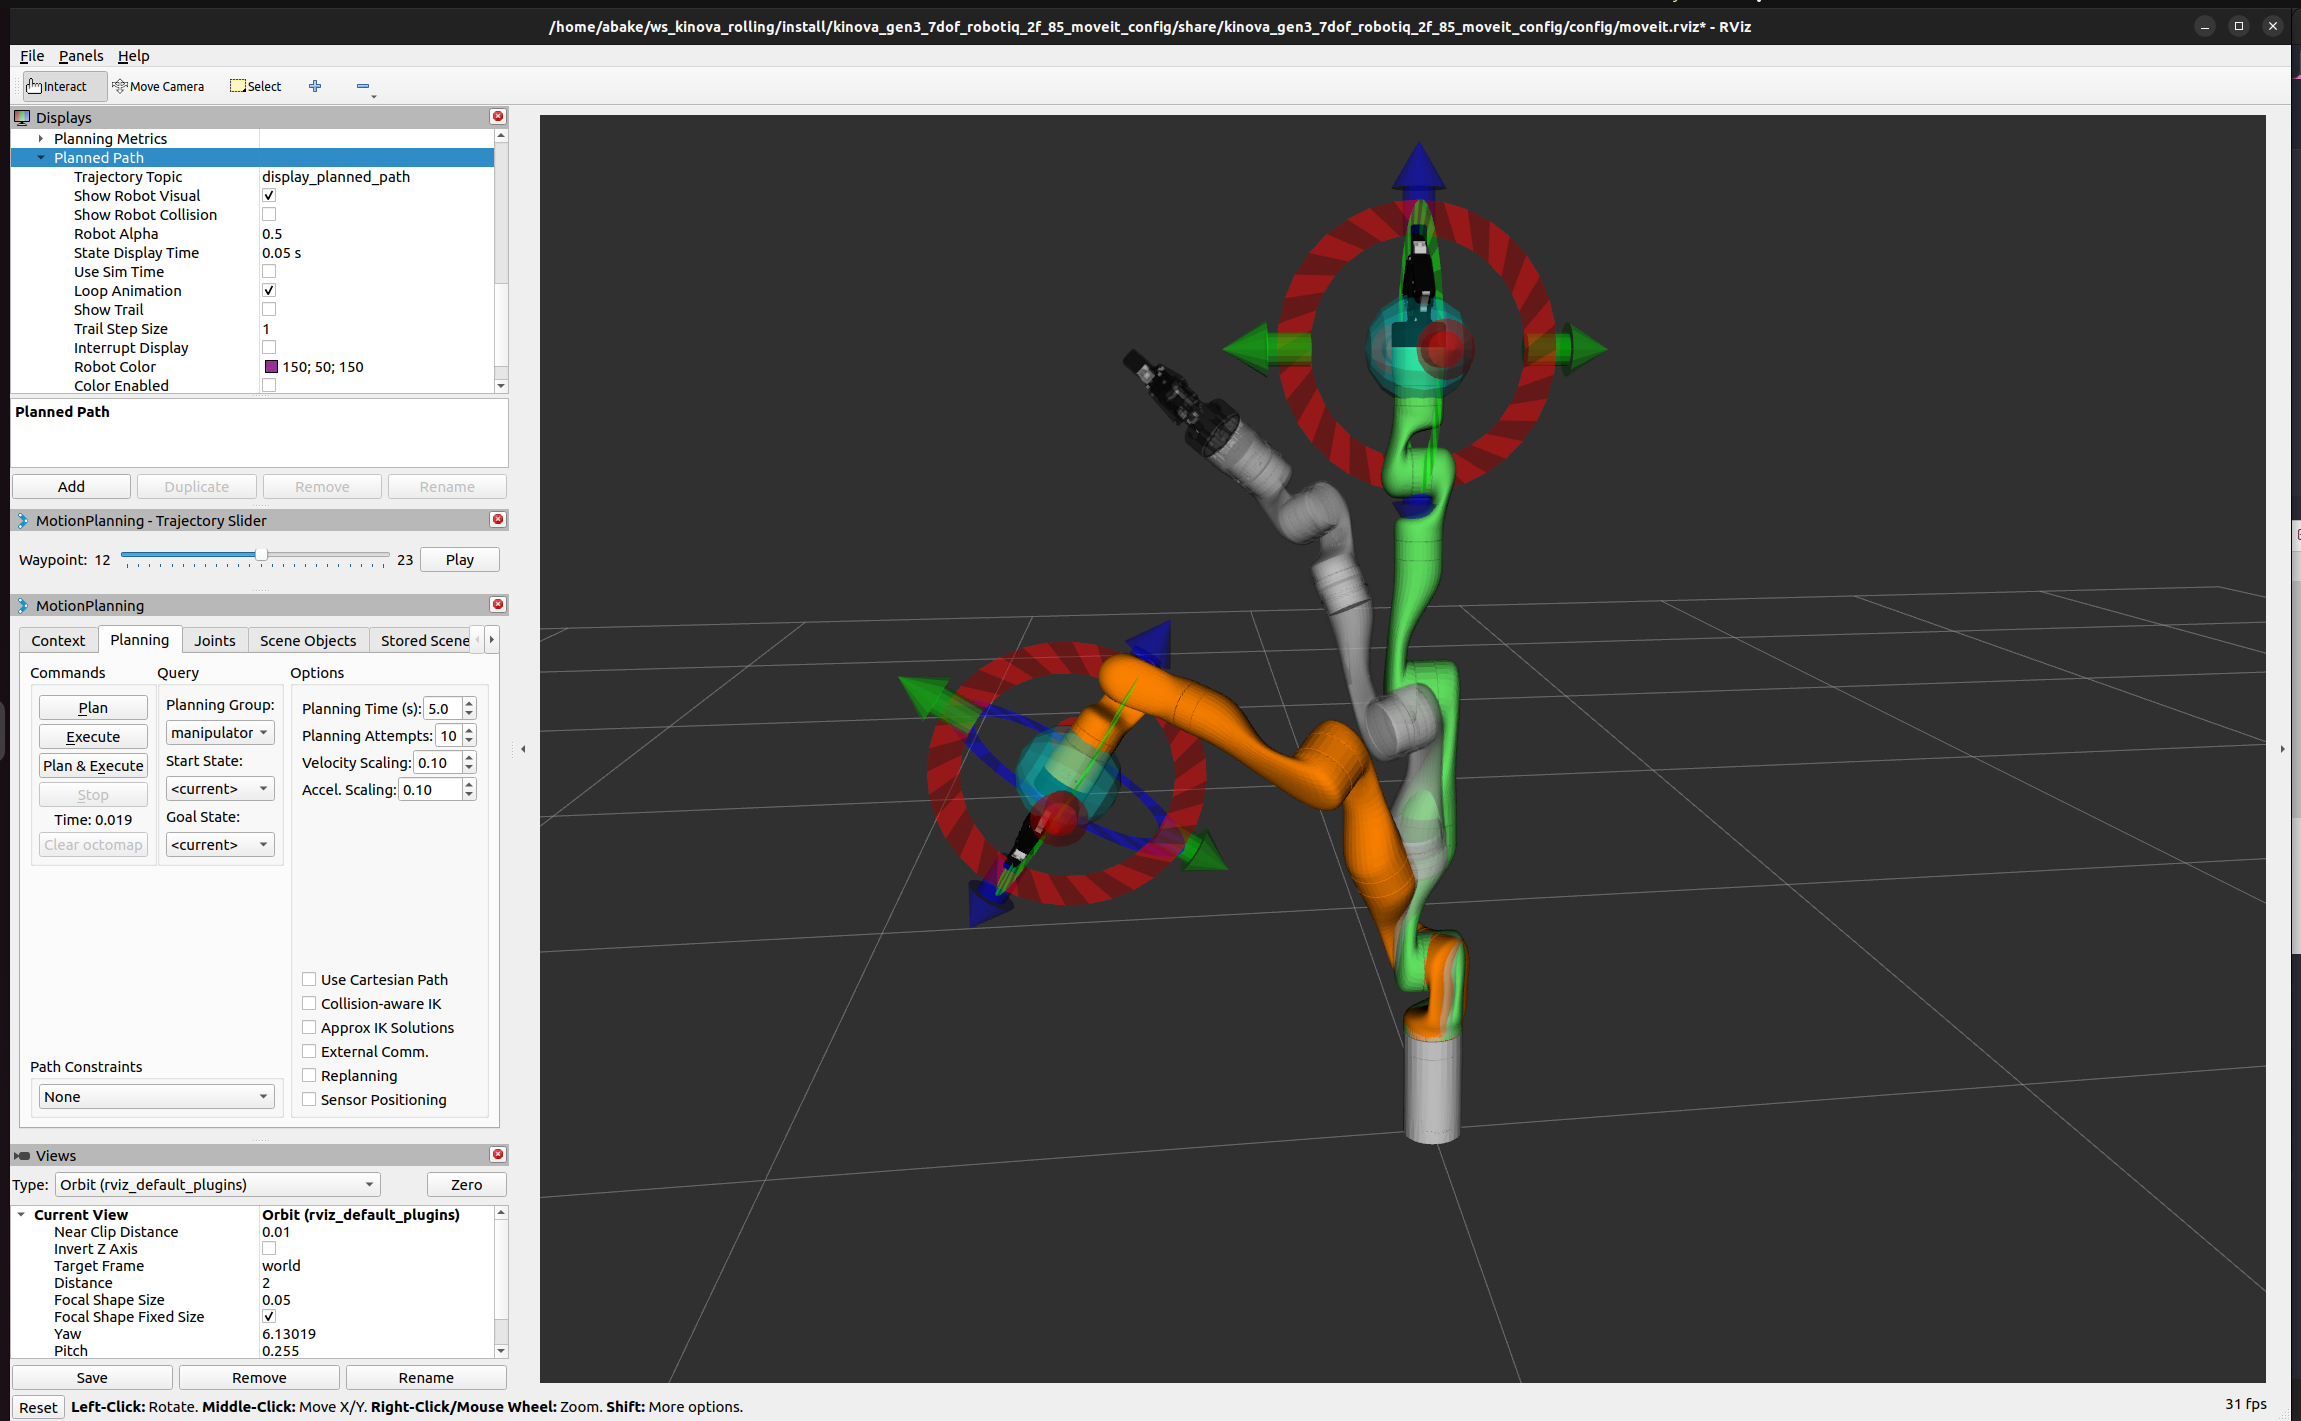 /home/abake/ws_kinova_rolling/install/kinova_gen3_7dof_robotiq_2f_85_moveit_config/share/kinova_gen3_7dof_robotiq_2f_85_moveit_config/config/moveit.rviz* - RViz
File Panels Help
Interact Move Camera Select
Displays
Planning Metrics
Planned Path
Trajectory Topic display_planned_path
Show Robot Visual
Show Robot Collision
Robot Alpha 0.5
State Display Time 0.05 s
Use Sim Time
Loop Animation
Show Trail
Trail Step Size 1
Interrupt Display
Robot Color 150; 50; 150
Color Enabled
Planned Path
Add Duplicate Remove Rename
MotionPlanning - Trajectory Slider
Waypoint: 12 23 Play
MotionPlanning
Context Planning Joints Scene Objects Stored Scene
Commands Query Options
Plan
Execute
Plan & Execute
Stop
Time: 0.019
Clear octomap
Planning Group:
manipulator
Start State:
<current>
Goal State:
<current>
Planning Time (s): 5.0
Planning Attempts: 10
Velocity Scaling: 0.10
Accel. Scaling: 0.10
Use Cartesian Path
Collision-aware IK
Approx IK Solutions
External Comm.
Replanning
Sensor Positioning
Path Constraints
None
Views
Type: Orbit (rviz_default_plugins) Zero
Current View Orbit (rviz_default_plugins)
Near Clip Distance 0.01
Invert Z Axis
Target Frame world
Distance 2
Focal Shape Size 0.05
Focal Shape Fixed Size
Yaw 6.13019
Pitch 0.255
Save Remove Rename
Reset Left-Click: Rotate. Middle-Click: Move X/Y. Right-Click/Mouse Wheel: Zoom. Shift: More options. 31 fps